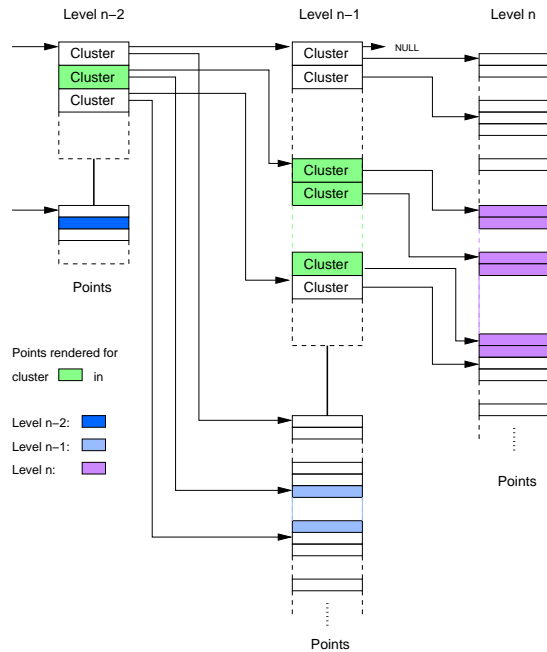 Level n–2
Level n–1
Level n
Cluster
Cluster
Cluster
Points
Cluster
Cluster
NULL
Cluster
Cluster
Cluster
Cluster
Points
Points
Points rendered for
cluster in
Level n–2:
Level n–1:
Level n: